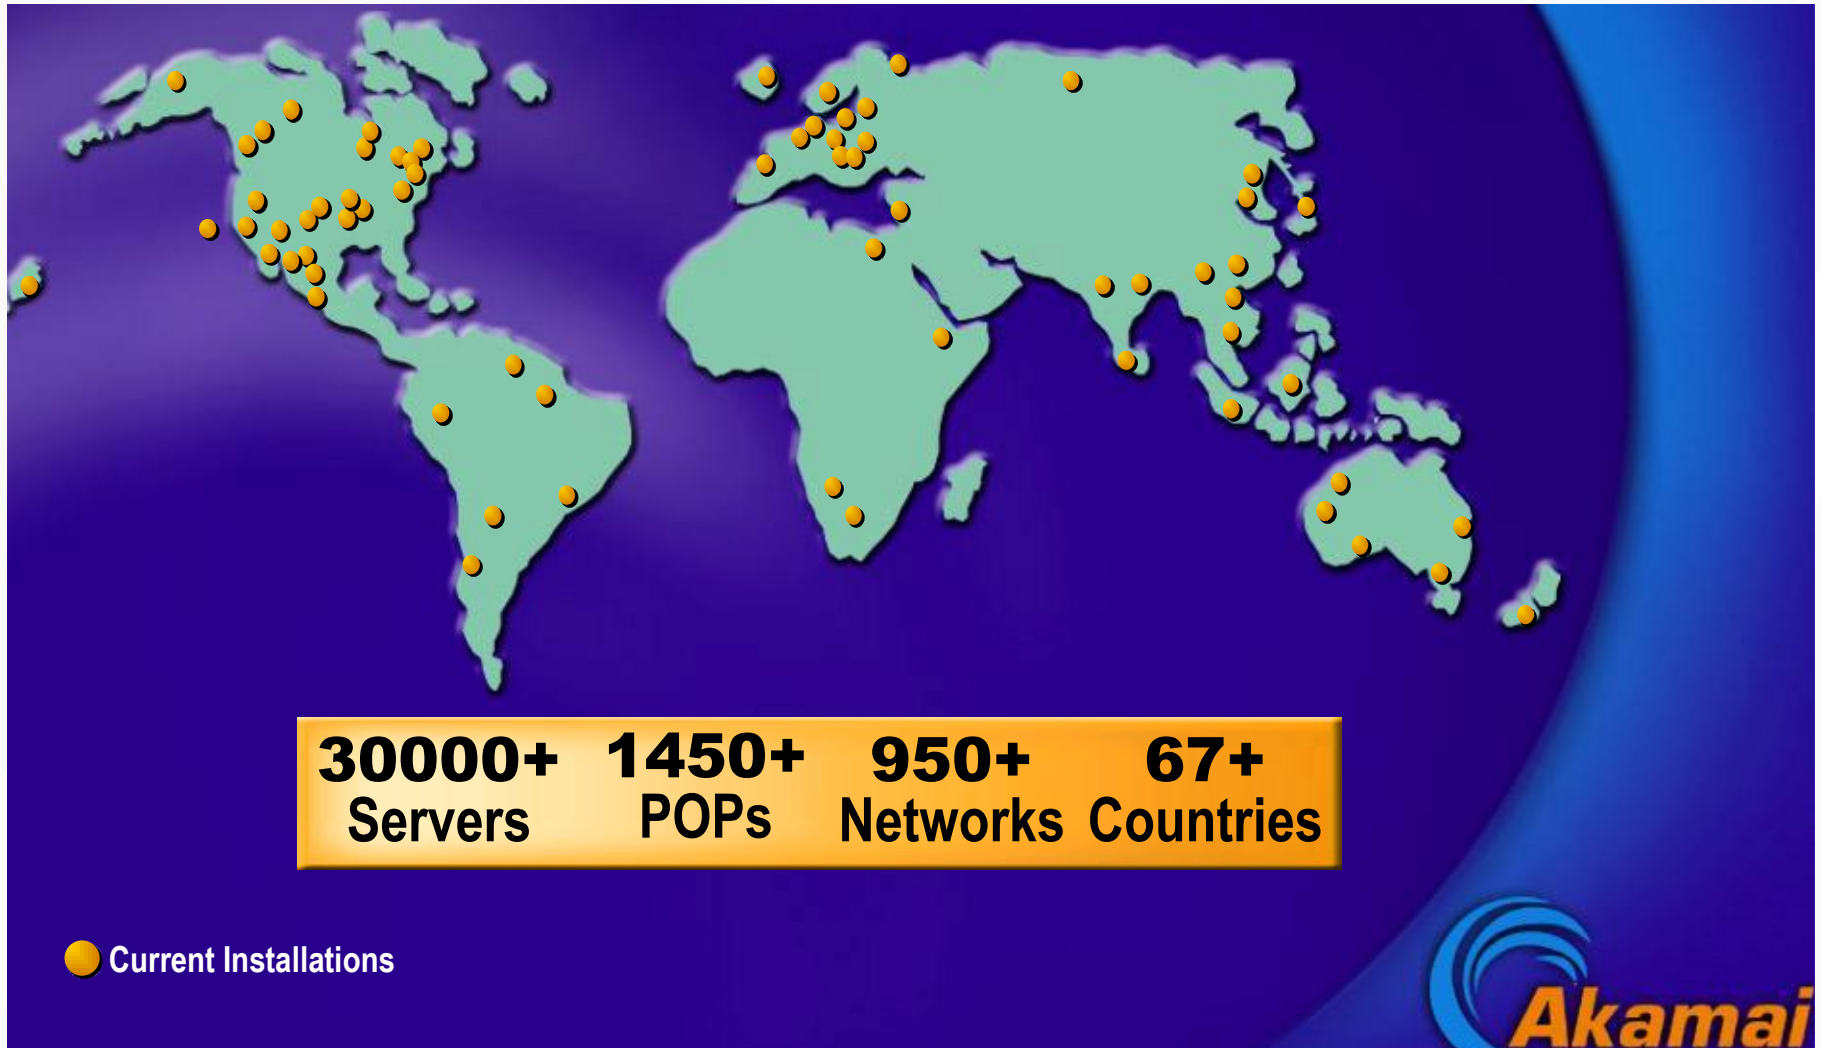 30000+ 1450+ 950+ 67+
Servers POPs Networks Countries
Current Installations
Akamai